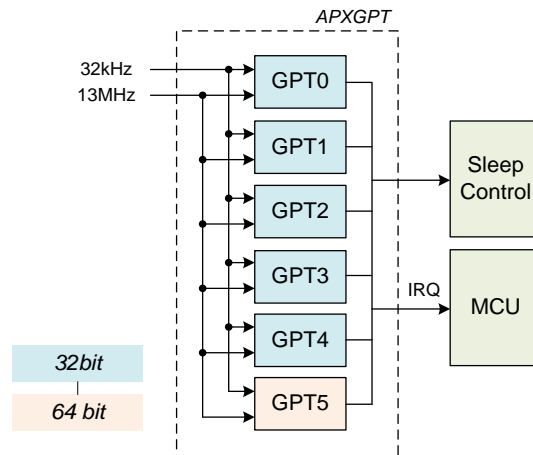 APXGPT
32kHz
13MHz
GPT0
GPT1
GPT2
GPT3
GPT4
GPT5
Sleep
Control
IRQ
MCU
32bit
64 bit